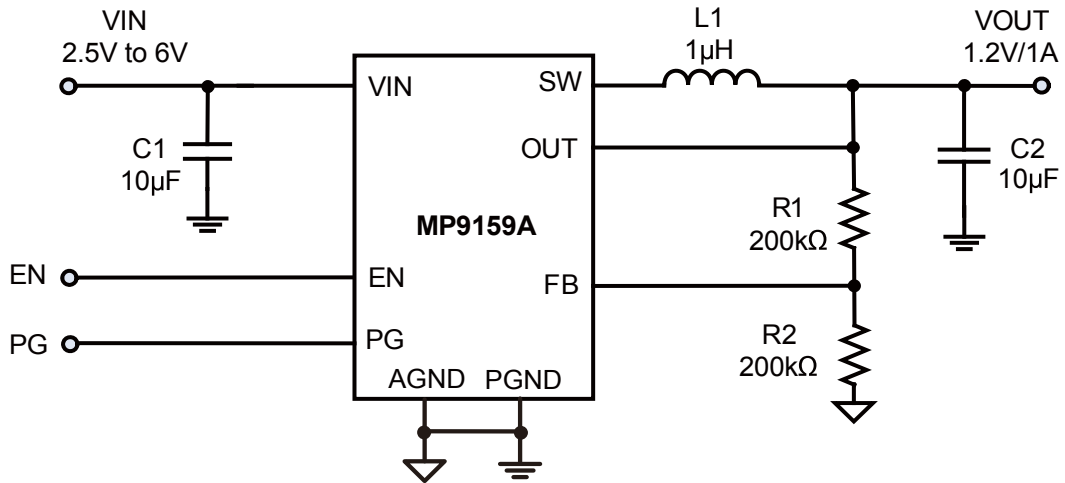 VIN
2.5V to 6V
L1
1µH
VOUT
1.2V/1A
VIN
SW
C1
10µF
OUT
C2
10µF
MP9159A
R1
200kΩ
EN
EN
FB
PG
PG
R2
200kΩ
AGND
PGND